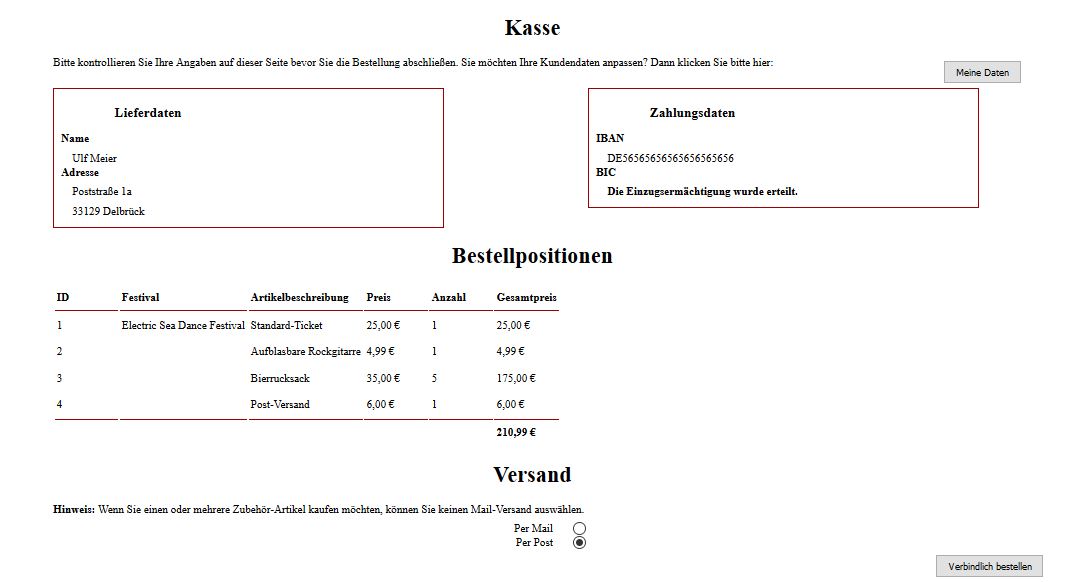 Kasse
Bitte kontrollieren Sie Ihre Angaben auf dieser Seite bevor Sie die Bestellung abschließen. Sie möchten Ihre Kundendaten anpassen? Dann klicken Sie bitte hier:
Meine Daten
Lieferdaten
Name
Ulf Meier
Adresse
Poststraße 1a
33129 Delbrück
Zahlungsdaten
IBAN
DE56565656565656565656
BIC
Die Einzugsermächtigung wurde erteilt.
Bestellpositionen
ID Festival Artikelbeschreibung Preis Anzahl Gesamtpreis
1 Electric Sea Dance Festival Standard-Ticket 25,00 € 1 25,00 €
2 Aufblasbare Rockgitarre 4,99 € 1 4,99 €
3 Bierrucksack 35,00 € 5 175,00 €
4 Post-Versand 6,00 € 1 6,00 €
210,99 €
Versand
Hinweis: Wenn Sie einen oder mehrere Zubehör-Artikel kaufen möchten, können Sie keinen Mail-Versand auswählen.
Per Mail
Per Post
Verbindlich bestellen